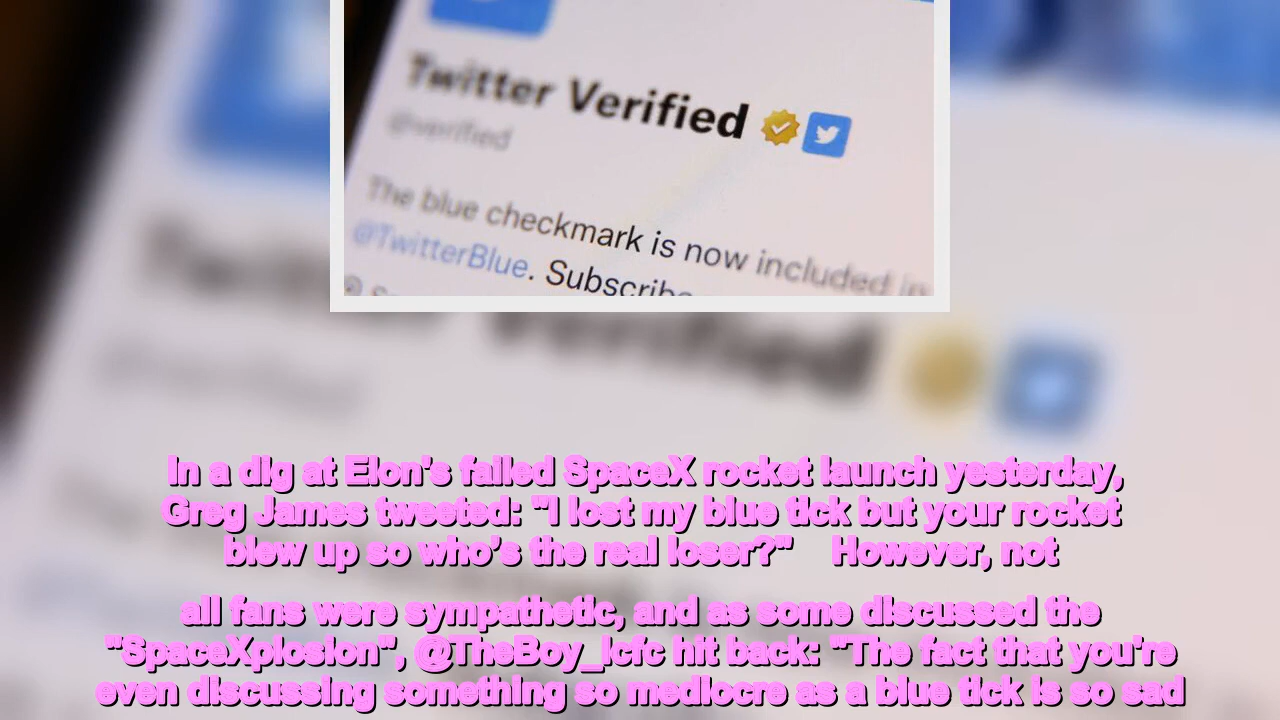 Twitter Verified
@verified
The blue checkmark is now included in
@TwitterBlue. Subscribe
In a dig at Elon's failed SpaceX rocket launch yesterday,
Greg James tweeted: "I lost my blue tick but your rocket
blew up so who's the real loser?" However, not
all fans were sympathetic, and as some discussed the
"SpaceXplosion", @TheBoy_lcfc hit back: "The fact that you're
even discussing something so mediocre as a blue tick is so sad